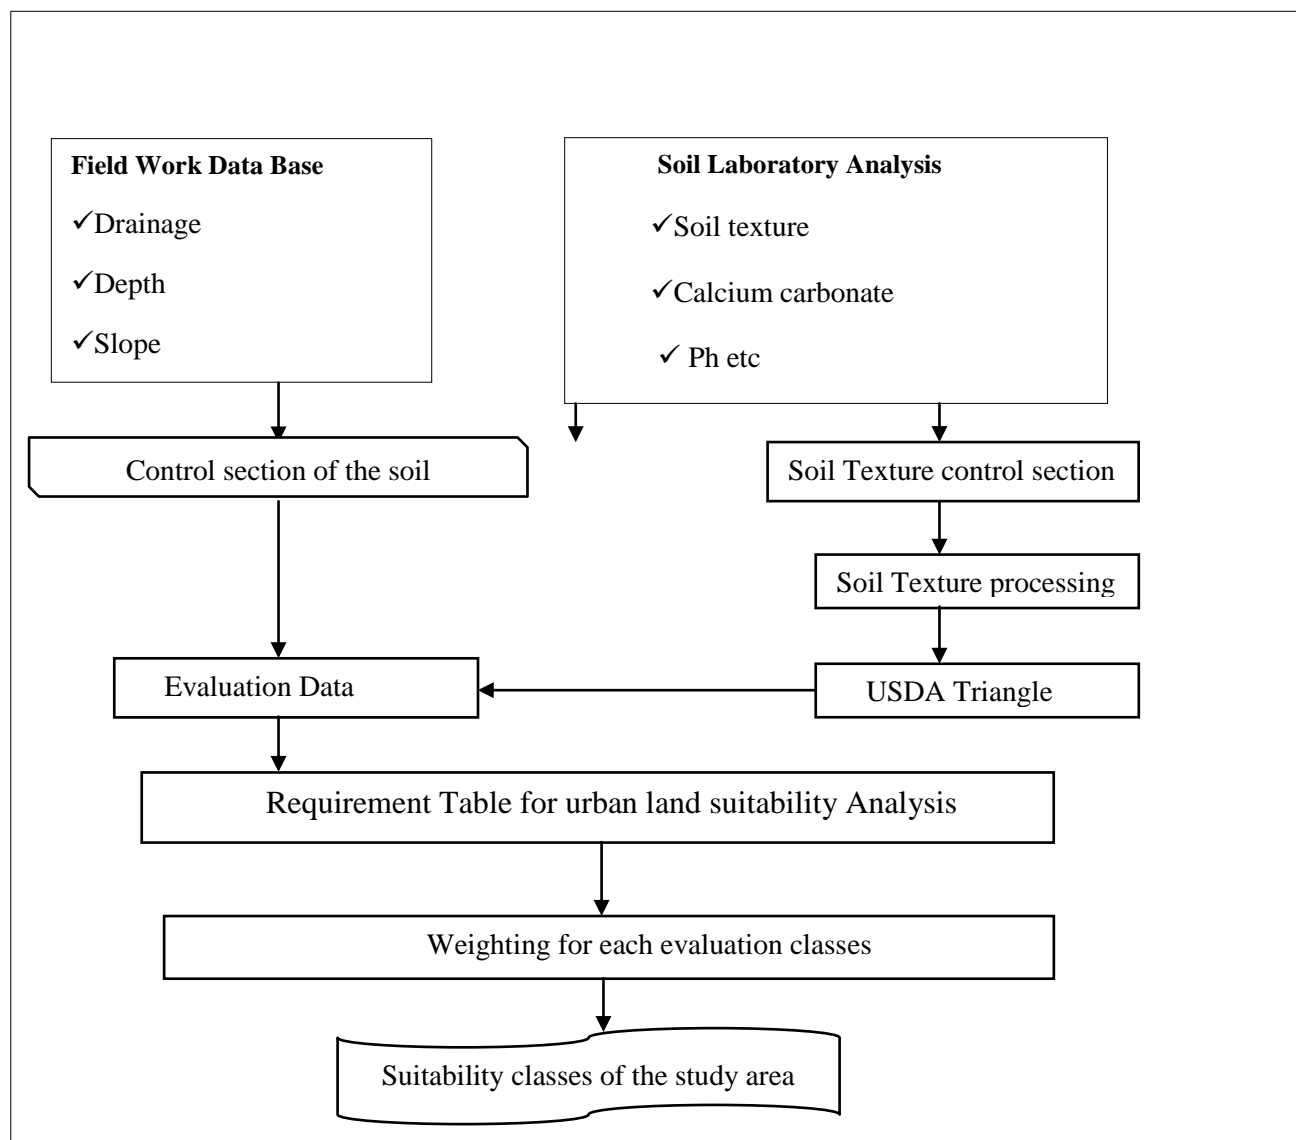 Field Work Data Base
✓Drainage
✓Depth
✓Slope
Soil Laboratory Analysis
✓Soil texture
✓Calcium carbonate
✓ Ph etc
Control section of the soil
Soil Texture control section
Soil Texture processing
Evaluation Data
USDA Triangle
Requirement Table for urban land suitability Analysis
Weighting for each evaluation classes
Suitability classes of the study area